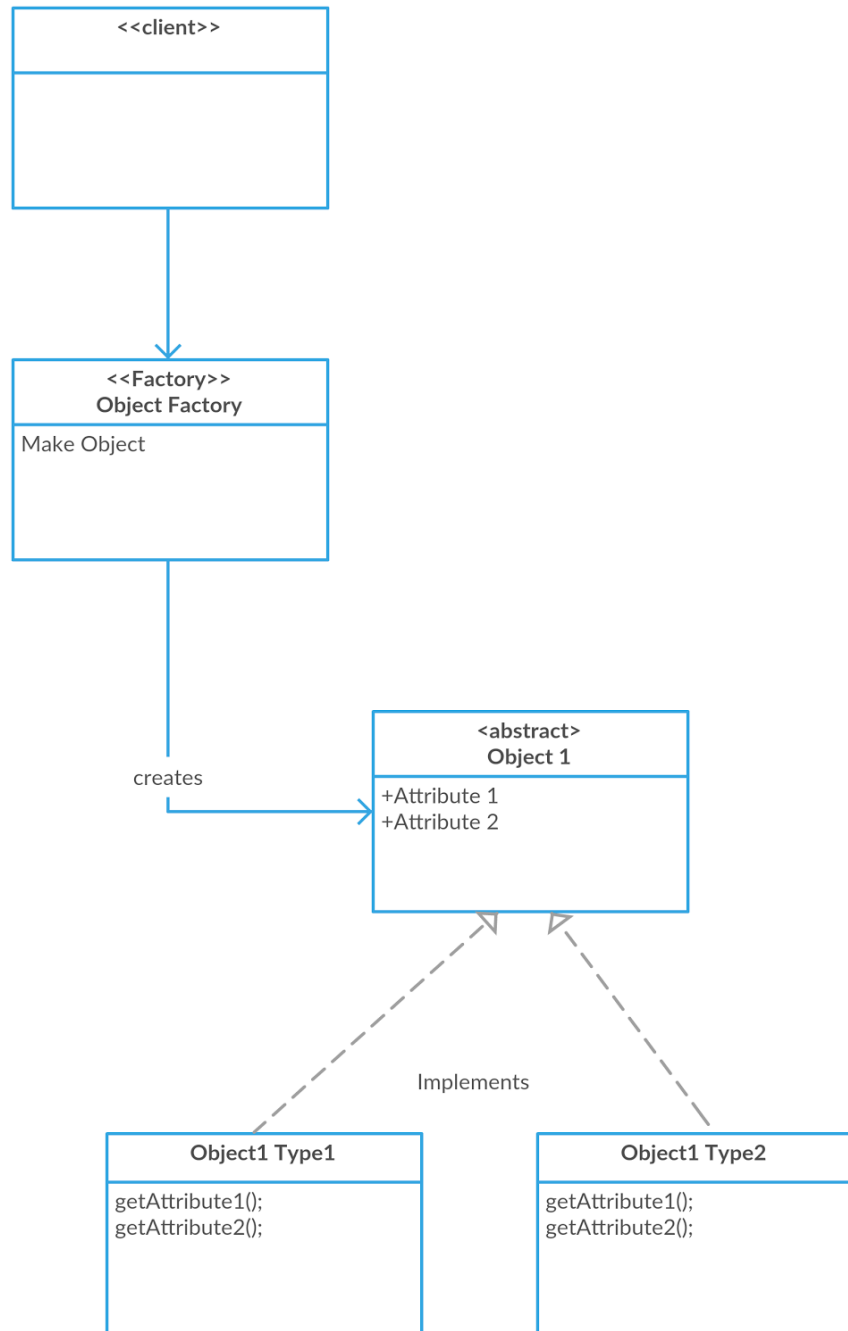 <<client>>
<<Factory>>
Object Factory
Make Object
creates
<abstract>
Object 1
+Attribute 1
+Attribute 2
Implements
Object1 Type1
getAttribute1();
getAttribute2();
Object1 Type2
getAttribute1();
getAttribute2();